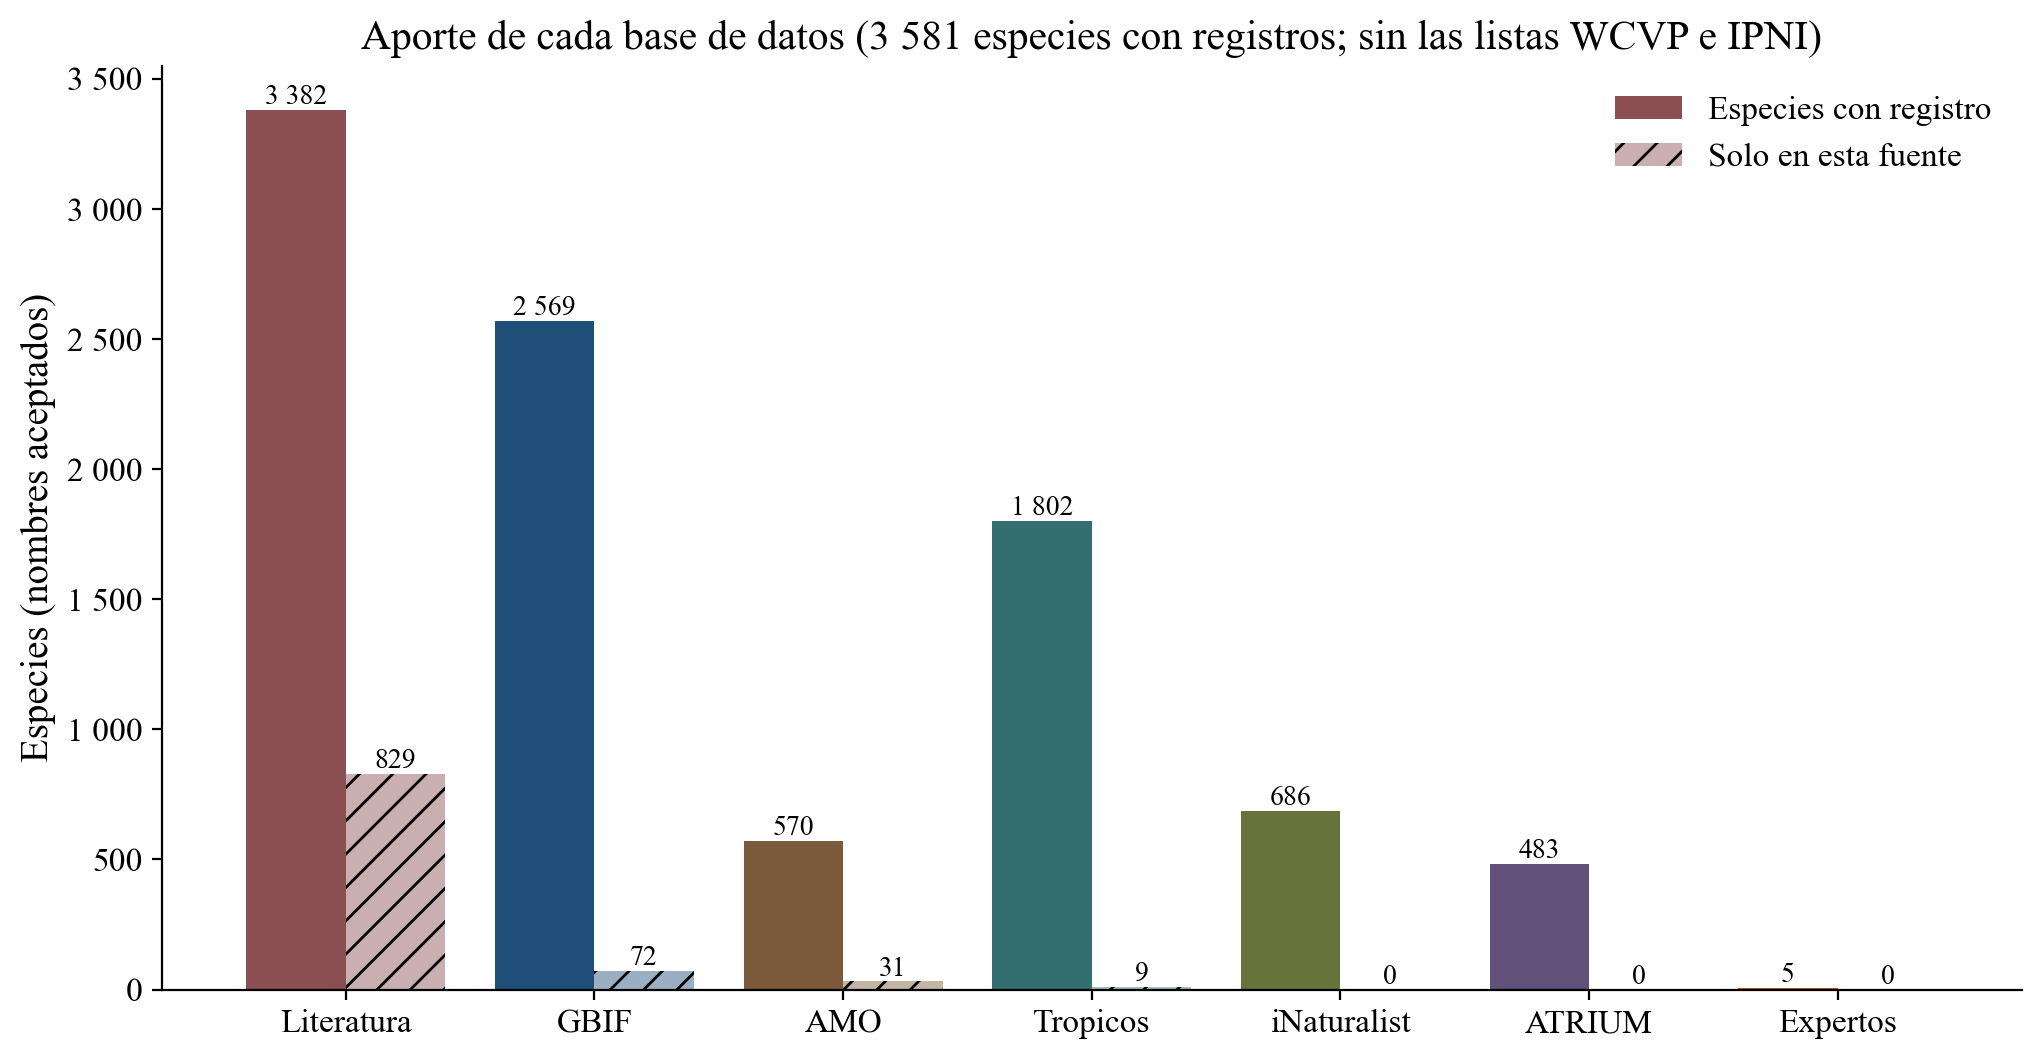 Aporte de cada base de datos (3 581 especies con registros; sin las listas WCVP e IPNI)
Especies con registro
Solo en esta fuente
Especies (nombres aceptados)
3 500
3 000
2 500
2 000
1 500
1 000
500
0
3 382
829
2 569
72
570
31
1 802
9
686
0
483
0
5
0
Literatura
GBIF
AMO
Tropicos
iNaturalist
ATRIUM
Expertos